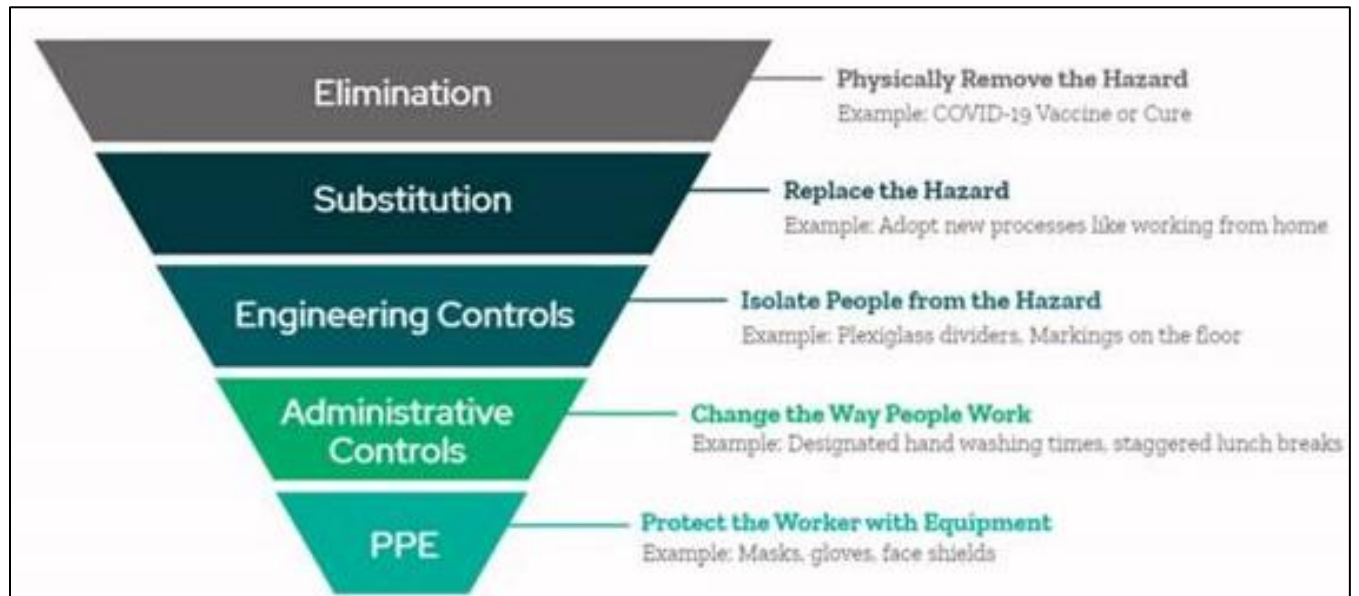 Elimination
Physically Remove the Hazard
Example: COVID-19 Vaccine or Cure
Substitution
Replace the Hazard
Example: Adopt new processes like working from home
Engineering Controls
Isolate People from the Hazard
Example: Plexiglass dividers, Markings on the floor
Administrative
Controls
Change the Way People Work
Example: Designated hand washing times, staggered lunch breaks
PPE
Protect the Worker with Equipment
Example: Masks, gloves, face shields